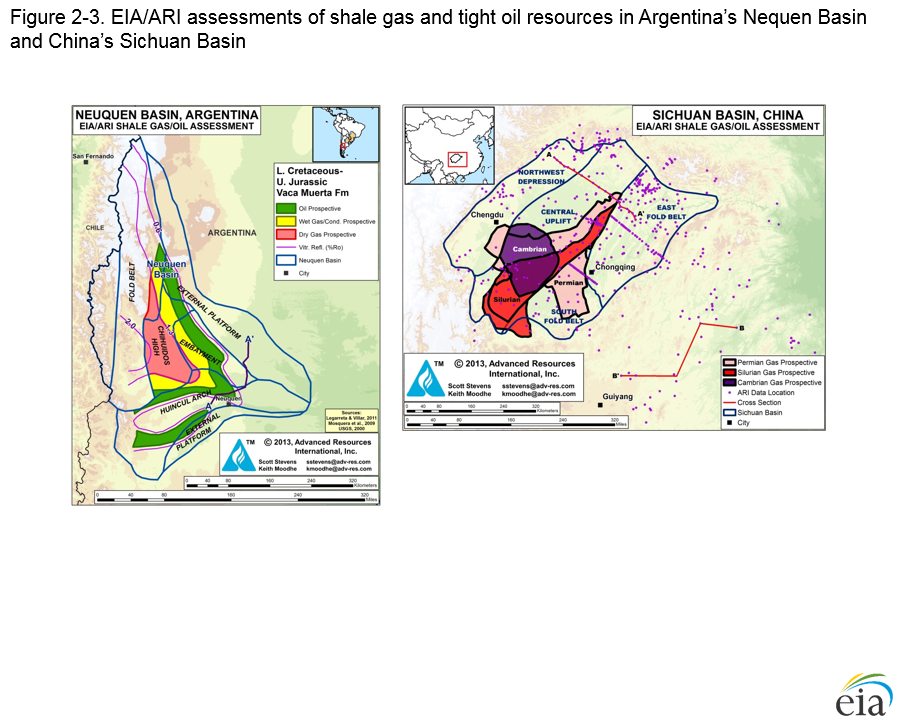 Figure 2-3. EIA/ARI assessments of shale gas and tight oil resources in Argentina's Nequen Basin
and China's Sichuan Basin
NEUQUEN BASIN, ARGENTINA
EIA/ARI SHALE GAS/OIL ASSESSMENT
San Fernando
CHILE
ARGENTINA
L. Cretaceous-
U. Jurassic
Vaca Muerta Fm
Oil Prospective
Wet Gas/Cond. Prospective
Dry Gas Prospective
Vitr. Refl. (%Ro)
Neuquen Basin
City
0.6
Neuquen
Basin
FOLD BELT
EXTERNAL PLATFORM
2.0
1.3
CHIHUIDOS
HIGH
EMBAYMENT
A'
HUINCUL ARCH
Neuquen
A
EXTERNAL
PLATFORM
Sources:
Legarreta & Villar, 2011
Mosquera et al., 2009
USGS, 2000
TM
© 2013, Advanced Resources
International, Inc.
Scott Stevens sstevens@adv-res.com
Keith Moodhe kmoodhe@adv-res.com
0 40 80 160 240 320
Kilometers
0 40 80 160 240 320
Miles
SICHUAN BASIN, CHINA
EIA/ARI SHALE GAS/OIL ASSESSMENT
A
NORTHWEST
DEPRESSION
Chengdu
CENTRAL
UPLIFT
A'
EAST
FOLD BELT
Cambrian
Chongqing
Permian
Silurian
SOUTH
FOLD BELT
B
B'
Guiyang
TM
© 2013, Advanced Resources
International, Inc.
Scott Stevens sstevens@adv-res.com
Keith Moodhe kmoodhe@adv-res.com
0 40 80 160 240 320
Kilometers
0 40 80 160 240 320
Miles
Permian Gas Prospective
Silurian Gas Prospective
Cambrian Gas Prospective
ARI Data Location
Cross Section
Sichuan Basin
City
eia